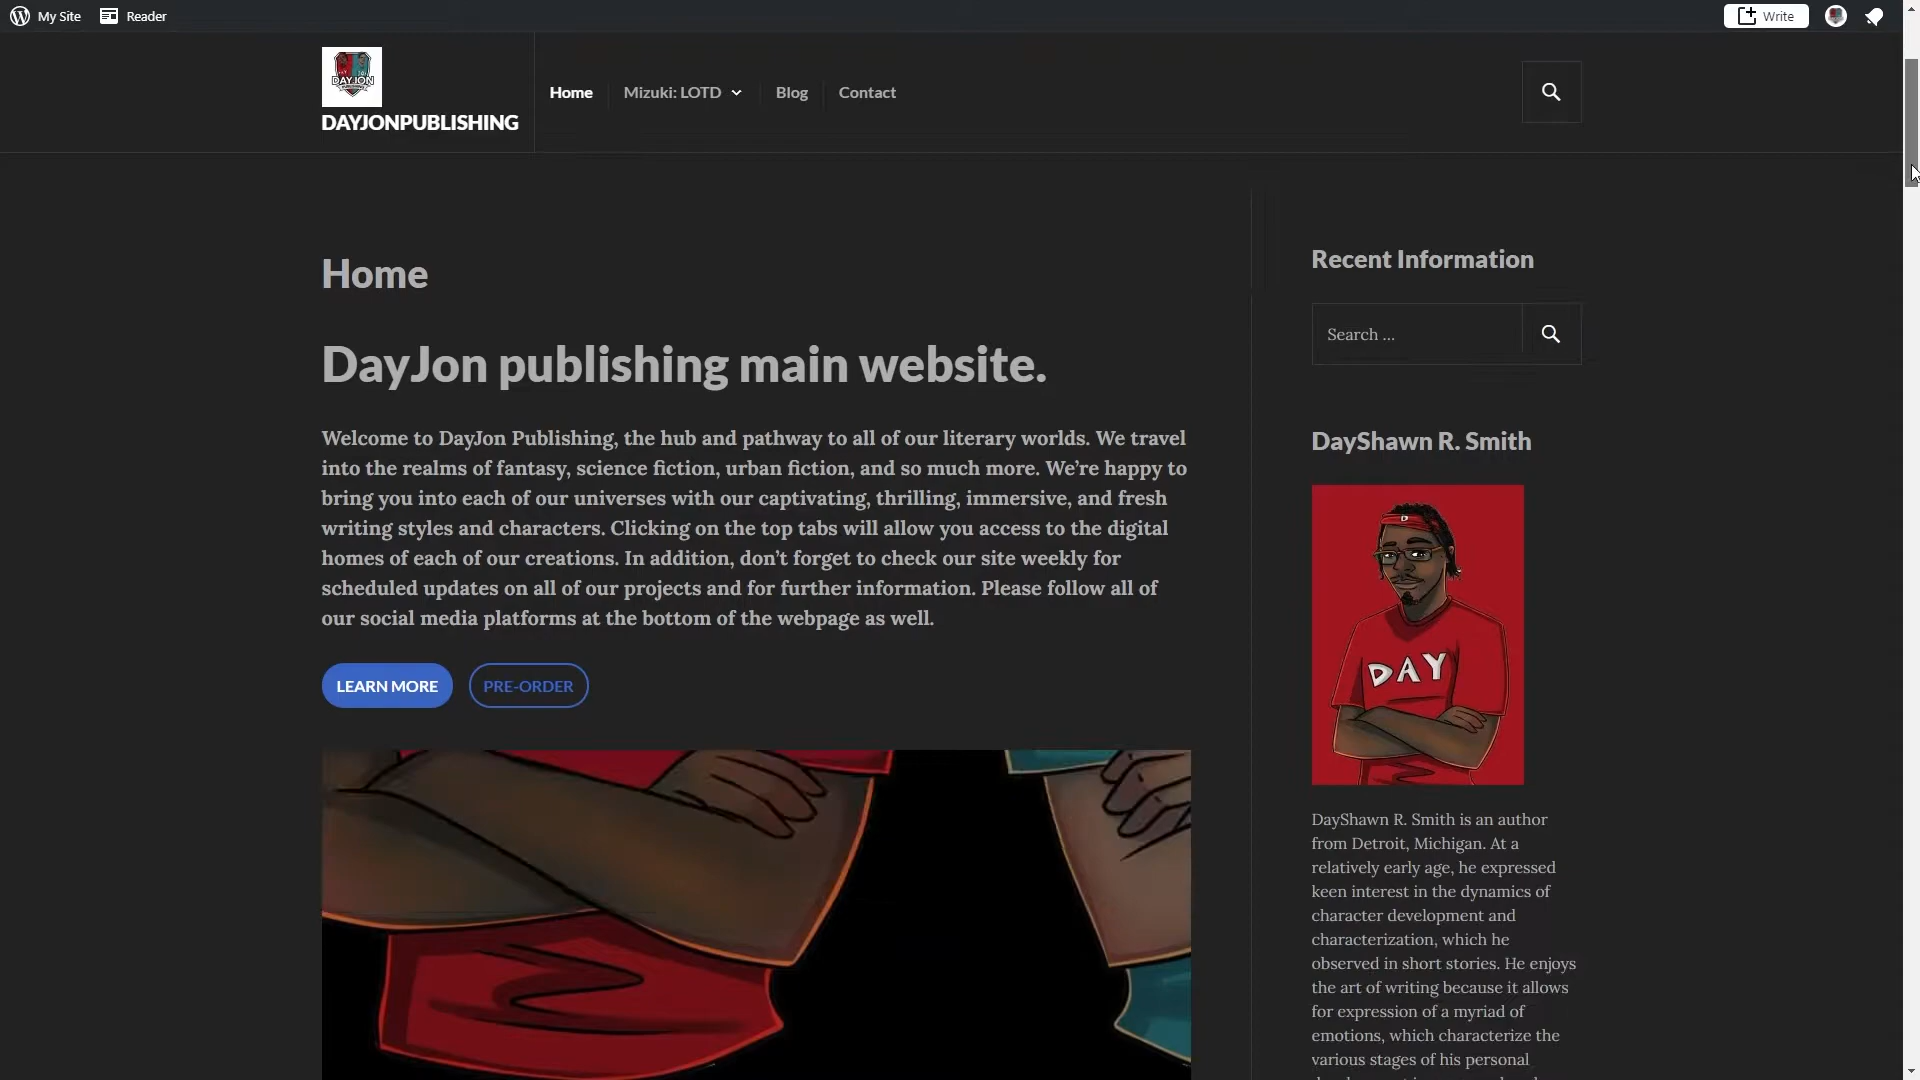 My Site
Reader
Write
DAYJON
DAYJONPUBLISHING
Home
Mizuki: LOTD
Blog
Contact
Home
DayJon publishing main website.
Welcome to DayJon Publishing, the hub and pathway to all of our literary worlds. We travel
into the realms of fantasy, science fiction, urban fiction, and so much more. We’re happy to
bring you into each of our universes with our captivating, thrilling, immersive, and fresh
writing styles and characters. Clicking on the top tabs will allow you access to the digital
homes of each of our creations. In addition, don’t forget to check our site weekly for
scheduled updates on all of our projects and for further information. Please follow all of
our social media platforms at the bottom of the webpage as well.
LEARN MORE
PRE-ORDER
Recent Information
Search ...
DayShawn R. Smith
D
DAY
DayShawn R. Smith is an author
from Detroit, Michigan. At a
relatively early age, he expressed
keen interest in the dynamics of
character development and
characterization, which he
observed in short stories. He enjoys
the art of writing because it allows
for expression of a myriad of
emotions, which characterize the
various stages of his personal